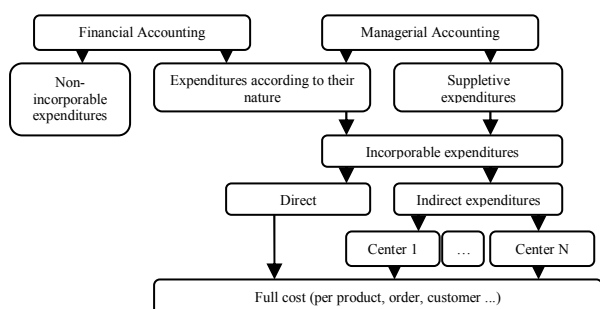 Financial Accounting
Managerial Accounting
Non-
incorporable
expenditures
Expenditures according to their
nature
Suppletive
expenditures
Incorporable expenditures
Direct
Indirect expenditures
Center 1
…
Center N
Full cost (per product, order, customer ...)